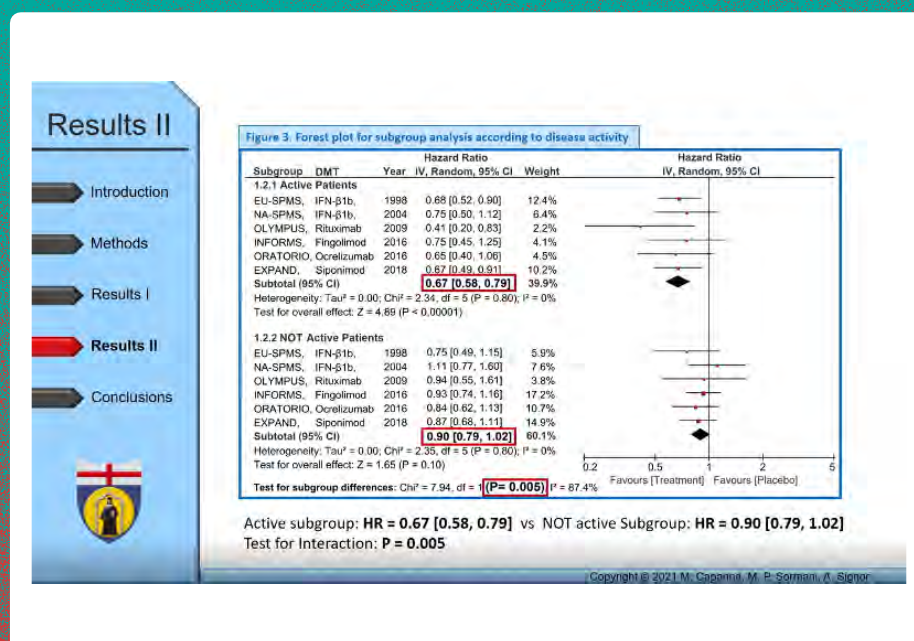 Results II
Introduction
Methods
Results I
Results II
Conclusions
Figure 3. Forest plot for subgroup analysis according to disease activity
Hazard Ratio Hazard Ratio
Subgroup DMT Year IV, Random, 95% CI Weight IV, Random, 95% CI
1.2.1 Active Patients
EU-SPMS, IFN-β1b, 1998 0.68 [0.52, 0.90] 12.4%
NA-SPMS, IFN-β1b, 2004 0.75 [0.50, 1.12] 6.4%
OLYMPUS, Rituximab 2009 0.41 [0.20, 0.83] 2.2%
INFORMS, Fingolimod 2016 0.75 [0.45, 1.25] 4.1%
ORATORIO, Ocrelizumab 2016 0.65 [0.40, 1.06] 4.5%
EXPAND, Siponimod 2018 0.67 [0.49, 0.91] 10.2%
Subtotal (95% CI) 0.67 [0.58, 0.79] 39.9%
Heterogeneity: Tau² = 0.00; Chi² = 2.34, df = 5 (P = 0.80); I² = 0%
Test for overall effect: Z = 4.89 (P < 0.00001)
1.2.2 NOT Active Patients
EU-SPMS, IFN-β1b, 1998 0.75 [0.49, 1.15] 5.9%
NA-SPMS, IFN-β1b, 2004 1.11 [0.77, 1.60] 7.6%
OLYMPUS, Rituximab 2009 0.94 [0.55, 1.61] 3.8%
INFORMS, Fingolimod 2016 0.93 [0.74, 1.16] 17.2%
ORATORIO, Ocrelizumab 2016 0.84 [0.62, 1.13] 10.7%
EXPAND, Siponimod 2018 0.87 [0.68, 1.11] 14.9%
Subtotal (95% CI) 0.90 [0.79, 1.02] 60.1%
Heterogeneity: Tau² = 0.00; Chi² = 2.35, df = 5 (P = 0.80); I² = 0%
Test for overall effect: Z = 1.65 (P = 0.10)
0.2 0.5 1 2 5
Favours [Treatment] Favours [Placebo]
Test for subgroup differences: Chi² = 7.94, df = 1 (P= 0.005) I² = 87.4%
Active subgroup: HR = 0.67 [0.58, 0.79] vs NOT active Subgroup: HR = 0.90 [0.79, 1.02]
Test for Interaction: P = 0.005
Copyright © 2021 M. Capanna, M. P. Sormani, A. Signor